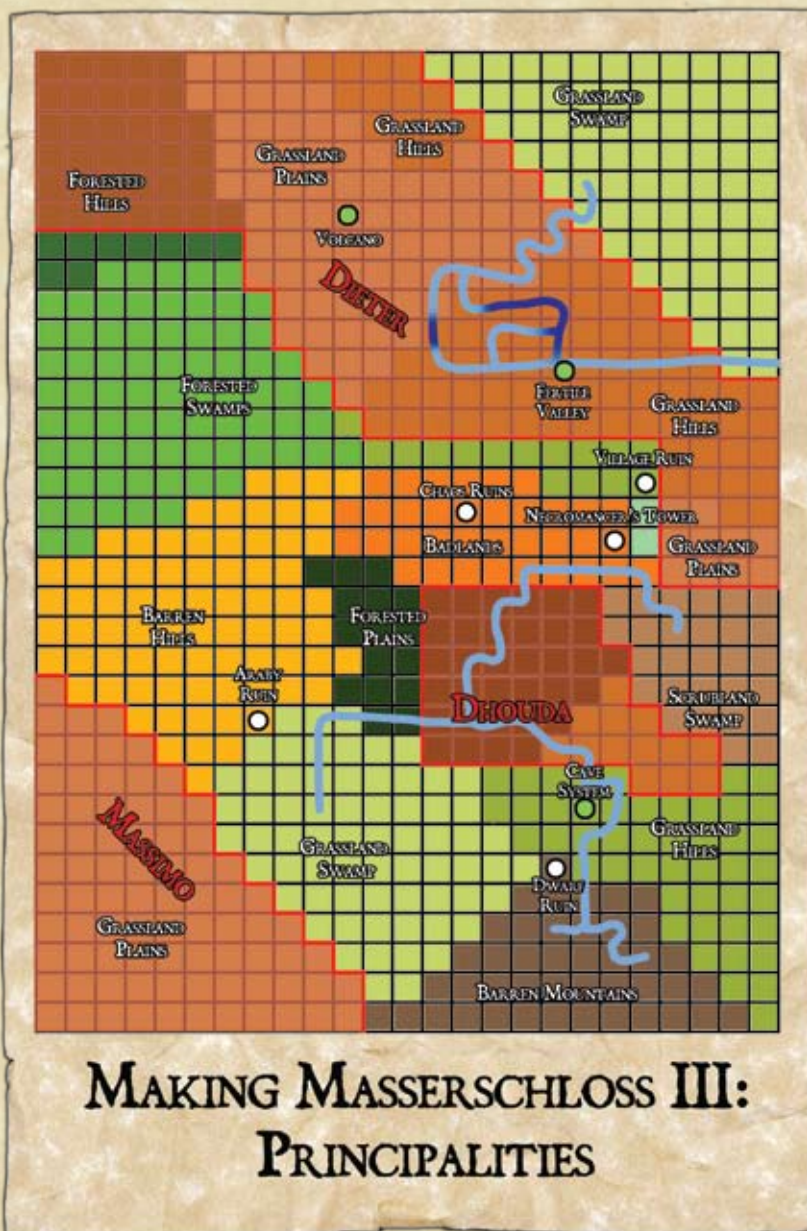 Grassland
Swamp
Grassland
Hills
Grassland
Plains
Forested
Hills
Volcano
Dieter
Forested
Swamps
Fertile
Valley
Grassland
Hills
Village Ruin
Chaos Ruins
Necromancer's Tower
Badlands
Grassland
Plains
Barren
Hills
Forested
Plains
Araby
Ruin
Dhouda
Scrubland
Swamp
Cave
System
Massimo
Grassland
Swamp
Grassland
Hills
Dwarf
Ruin
Grassland
Plains
Barren Mountains
Making Masserschloss III:
Principalities